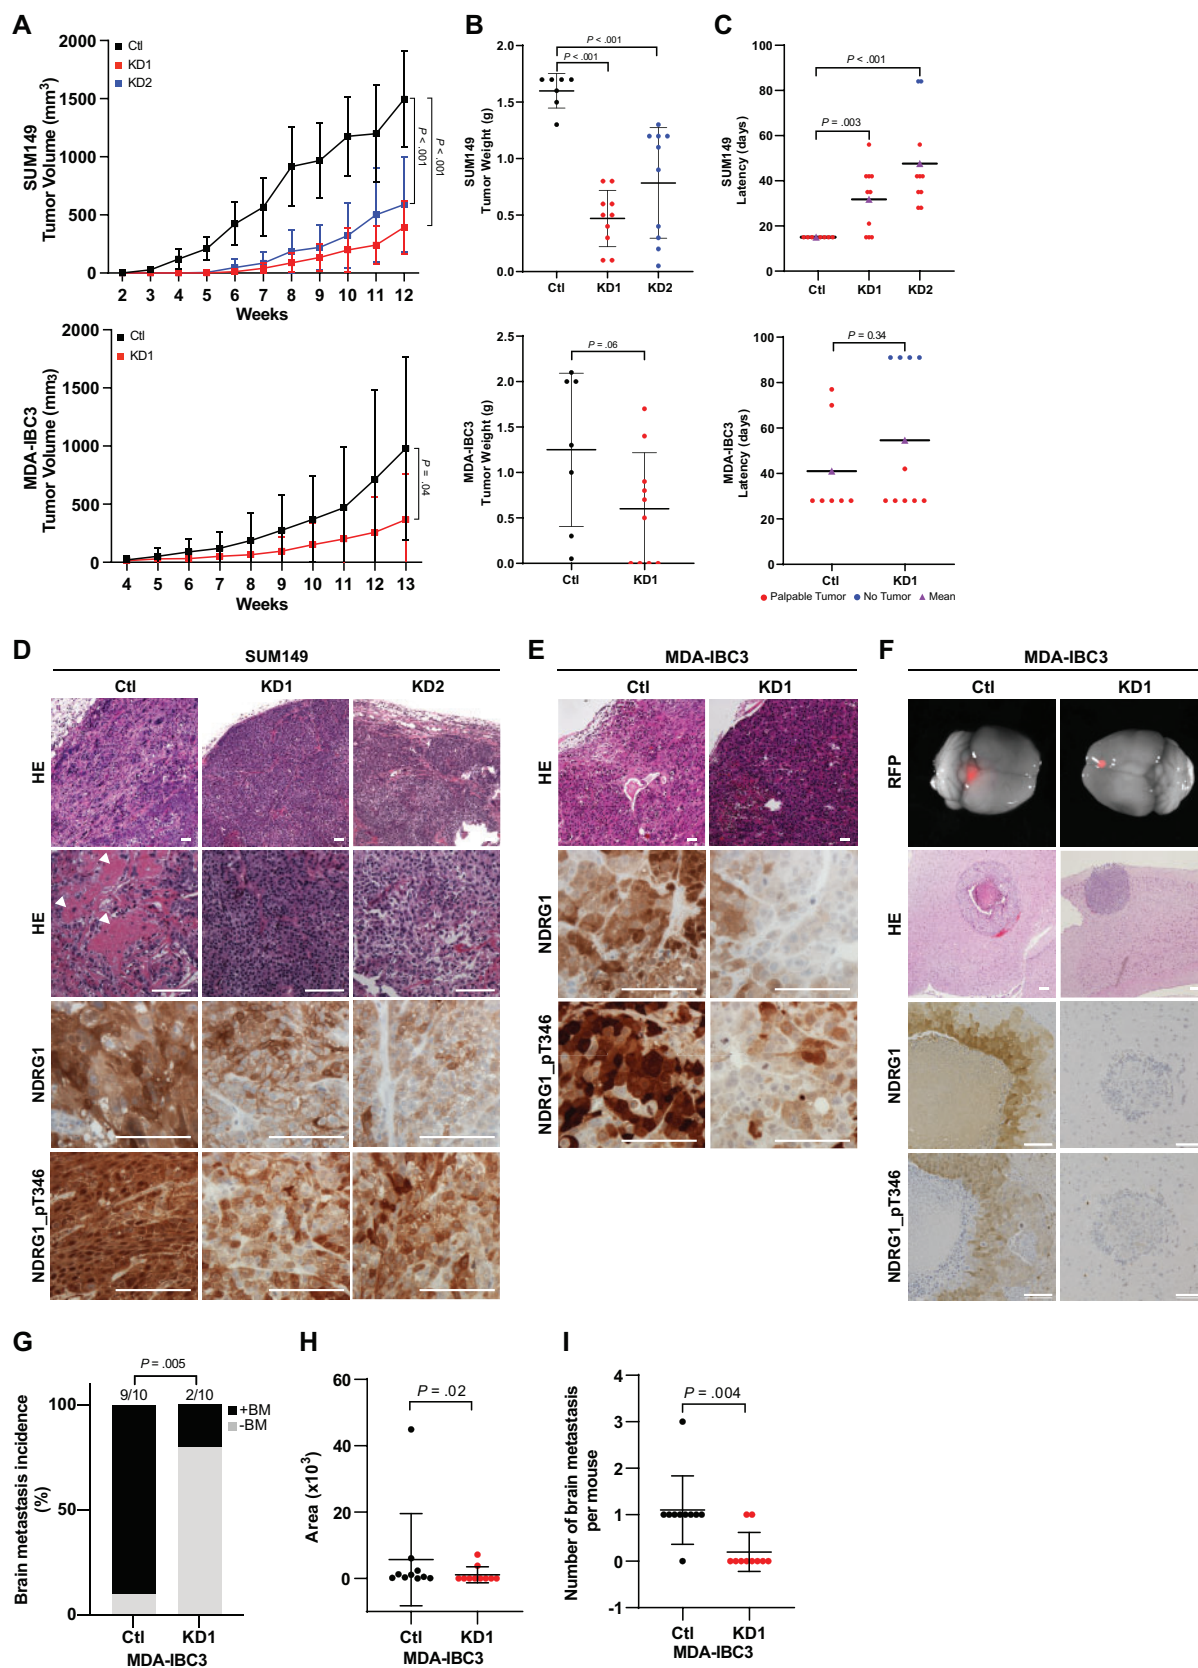 A
SUM149
Tumor Volume (mm³)
2000
1500
1000
500
0
Ctl
KD1
KD2
P < .001
P < .001
2 3 4 5 6 7 8 9 10 11 12
Weeks
MDA-IBC3
Tumor Volume (mm₃)
2000
1500
1000
500
0
Ctl
KD1
P = .04
4 5 6 7 8 9 10 11 12 13
Weeks
B
SUM149
Tumor Weight (g)
2.0
1.5
1.0
0.5
0.0
P < .001
P < .001
Ctl KD1 KD2
MDA-IBC3
Tumor Weight (g)
2.5
2.0
1.5
1.0
0.5
0.0
P = .06
Ctl KD1
C
SUM149
Latency (days)
100
80
60
40
20
0
P < .001
P = .003
Ctl KD1 KD2
MDA-IBC3
Latency (days)
100
80
60
40
20
0
P = 0.34
Ctl KD1
Palpable Tumor No Tumor Mean
D
SUM149
Ctl KD1 KD2
HE
HE
NDRG1
NDRG1_pT346
E
MDA-IBC3
Ctl KD1
HE
NDRG1
NDRG1_pT346
F
MDA-IBC3
Ctl KD1
RFP
HE
NDRG1
NDRG1_pT346
G
Brain metastasis incidence
(%)
100
50
0
P = .005
9/10 2/10
+BM
-BM
Ctl KD1
MDA-IBC3
H
Area (x10³)
60
40
20
0
P = .02
Ctl KD1
MDA-IBC3
I
Number of brain metastasis
per mouse
4
3
2
1
0
-1
P = .004
Ctl KD1
MDA-IBC3